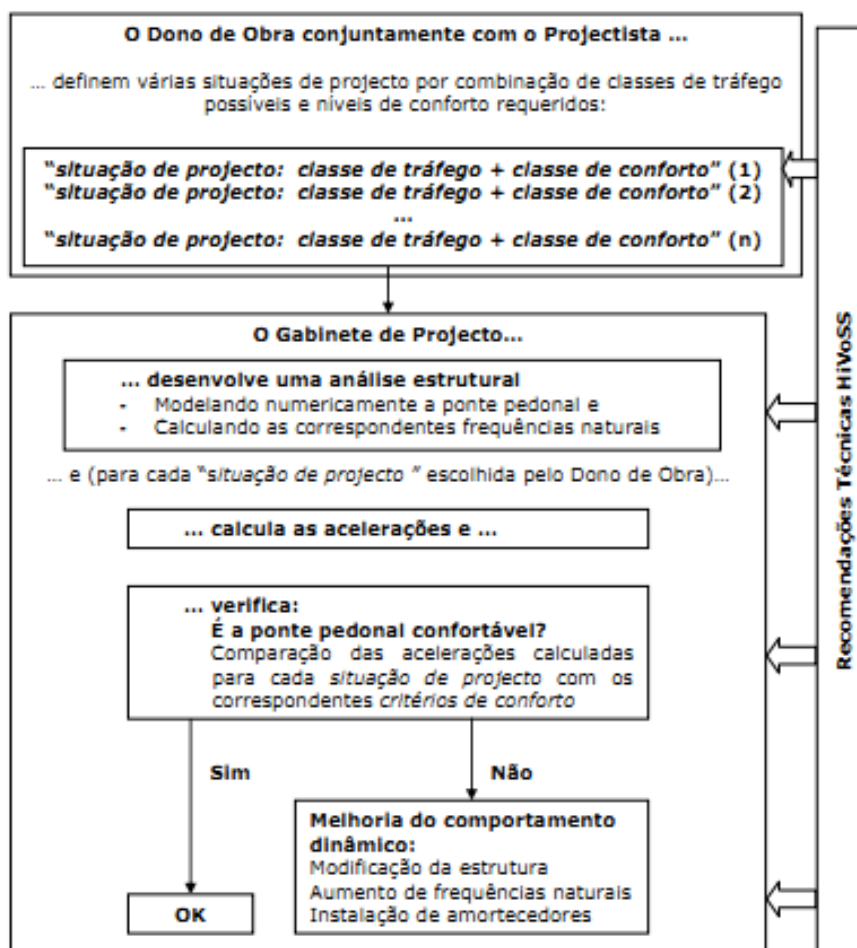 O Dono de Obra conjuntamente com o Projectista ...
... definem várias situações de projecto por combinação de classes de tráfego
possíveis e níveis de conforto requeridos:
“situação de projecto: classe de tráfego + classe de conforto” (1)
“situação de projecto: classe de tráfego + classe de conforto” (2)
...
“situação de projecto: classe de tráfego + classe de conforto” (n)
O Gabinete de Projecto...
... desenvolve uma análise estrutural
- Modelando numericamente a ponte pedonal e
- Calculando as correspondentes frequências naturais
... e (para cada “situação de projecto ” escolhida pelo Dono de Obra)...
... calcula as acelerações e ...
... verifica:
É a ponte pedonal confortável?
Comparação das acelerações calculadas
para cada situação de projecto com os
correspondentes critérios de conforto
Sim
Não
Melhoria do comportamento
dinâmico:
Modificação da estrutura
Aumento de frequências naturais
Instalação de amortecedores
OK
Recomendações Técnicas HiVoSS